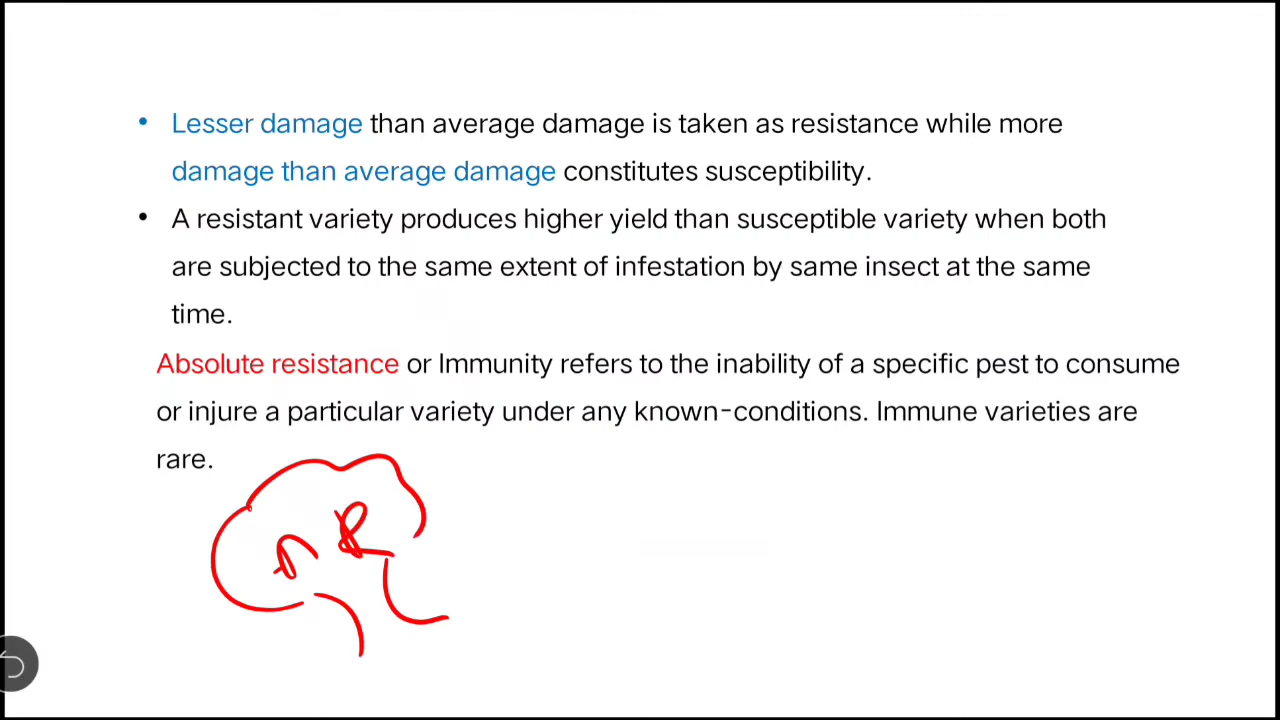 • Lesser damage than average damage is taken as resistance while more
damage than average damage constitutes susceptibility.
• A resistant variety produces higher yield than susceptible variety when both
are subjected to the same extent of infestation by same insect at the same
time.
Absolute resistance or Immunity refers to the inability of a specific pest to consume
or injure a particular variety under any known-conditions. Immune varieties are
rare.